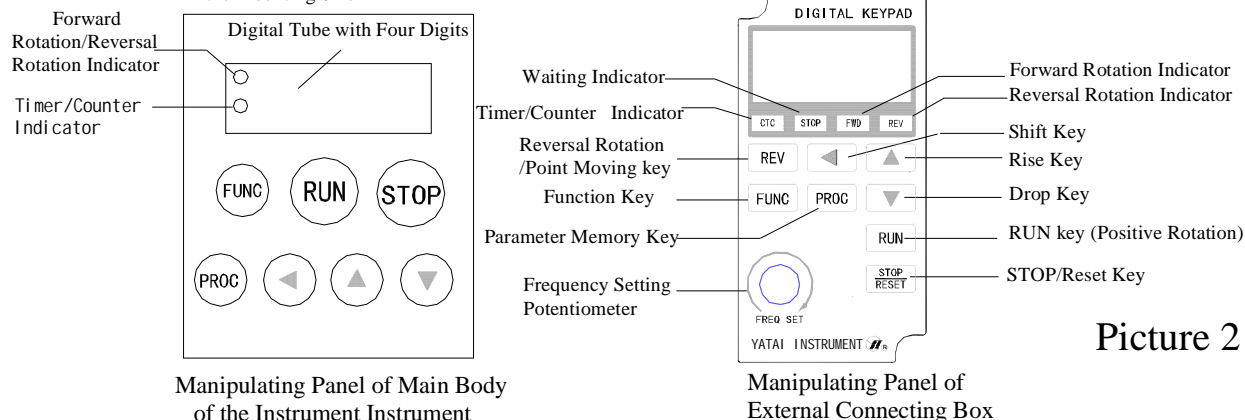 Forward
Rotation/Reversal
Rotation Indicator
Timer/Counter
Indicator
Digital Tube with Four Digits
FUNC
RUN
STOP
PROC
Manipulating Panel of Main Body
of the Instrument Instrument
DIGITAL KEYPAD
Waiting Indicator
Timer/Counter Indicator
Reversal Rotation
/Point Moving key
Function Key
Parameter Memory Key
Frequency Setting
Potentiometer
CTC STOP FWD REV
REV
FUNC PROC
RUN
STOP
RESET
FREQ SET
YATAI INSTRUMENT
Forward Rotation Indicator
Reversal Rotation Indicator
Shift Key
Rise Key
Drop Key
RUN key (Positive Rotation)
STOP/Reset Key
Picture 2
Manipulating Panel of
External Connecting Box